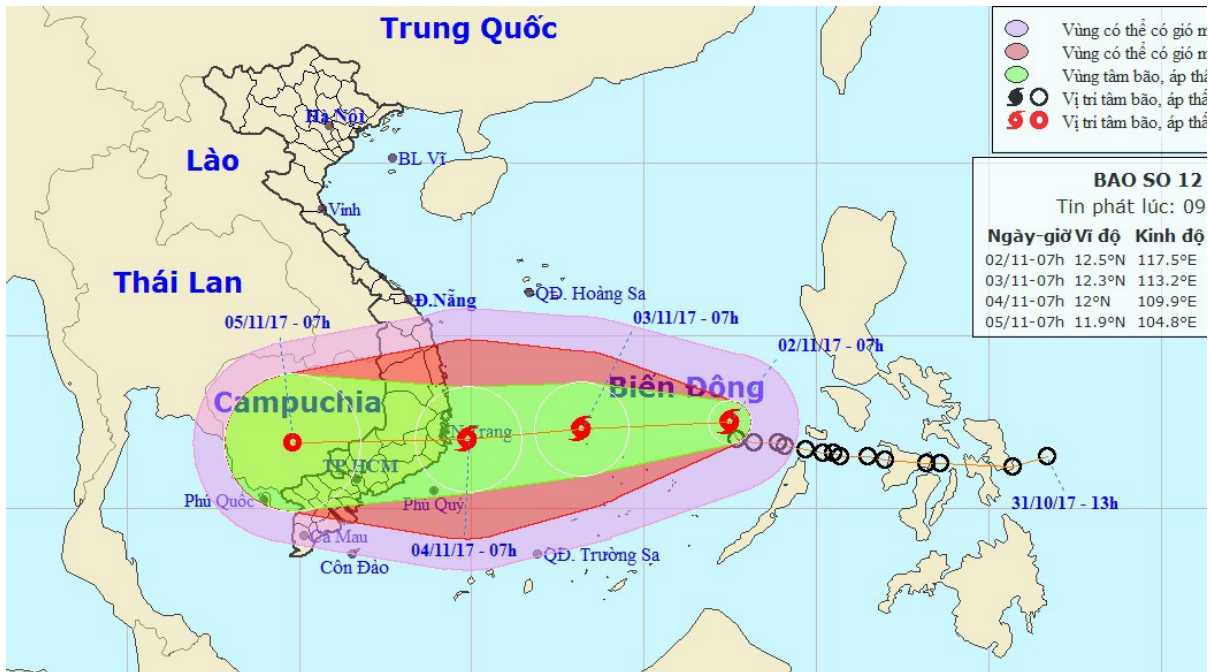 Trung Quốc
Vùng có thể có gió m
Vùng có thể có gió m
Vùng tâm bão, áp thấ
Vị trí tâm bão, áp thấ
Vị trí tâm bão, áp thấ
Hà Nội
Lào
BL Vĩ
BAO SO 12
Tin phát lúc: 09
Ngày-giờ Vĩ độ Kinh độ
02/11-07h 12.5°N 117.5°E
03/11-07h 12.3°N 113.2°E
04/11-07h 12°N 109.9°E
05/11-07h 11.9°N 104.8°E
Vinh
Thái Lan
Đ.Nẵng
QĐ. Hoàng Sa
05/11/17 - 07h
03/11/17 - 07h
02/11/17 - 07h
Campuchia
Biển Đông
N.Trang
TP.HCM
Phú Quốc
Phú Quý
31/10/17 - 13h
Cà Mau
04/11/17 - 07h
QĐ. Trường Sa
Côn Đảo